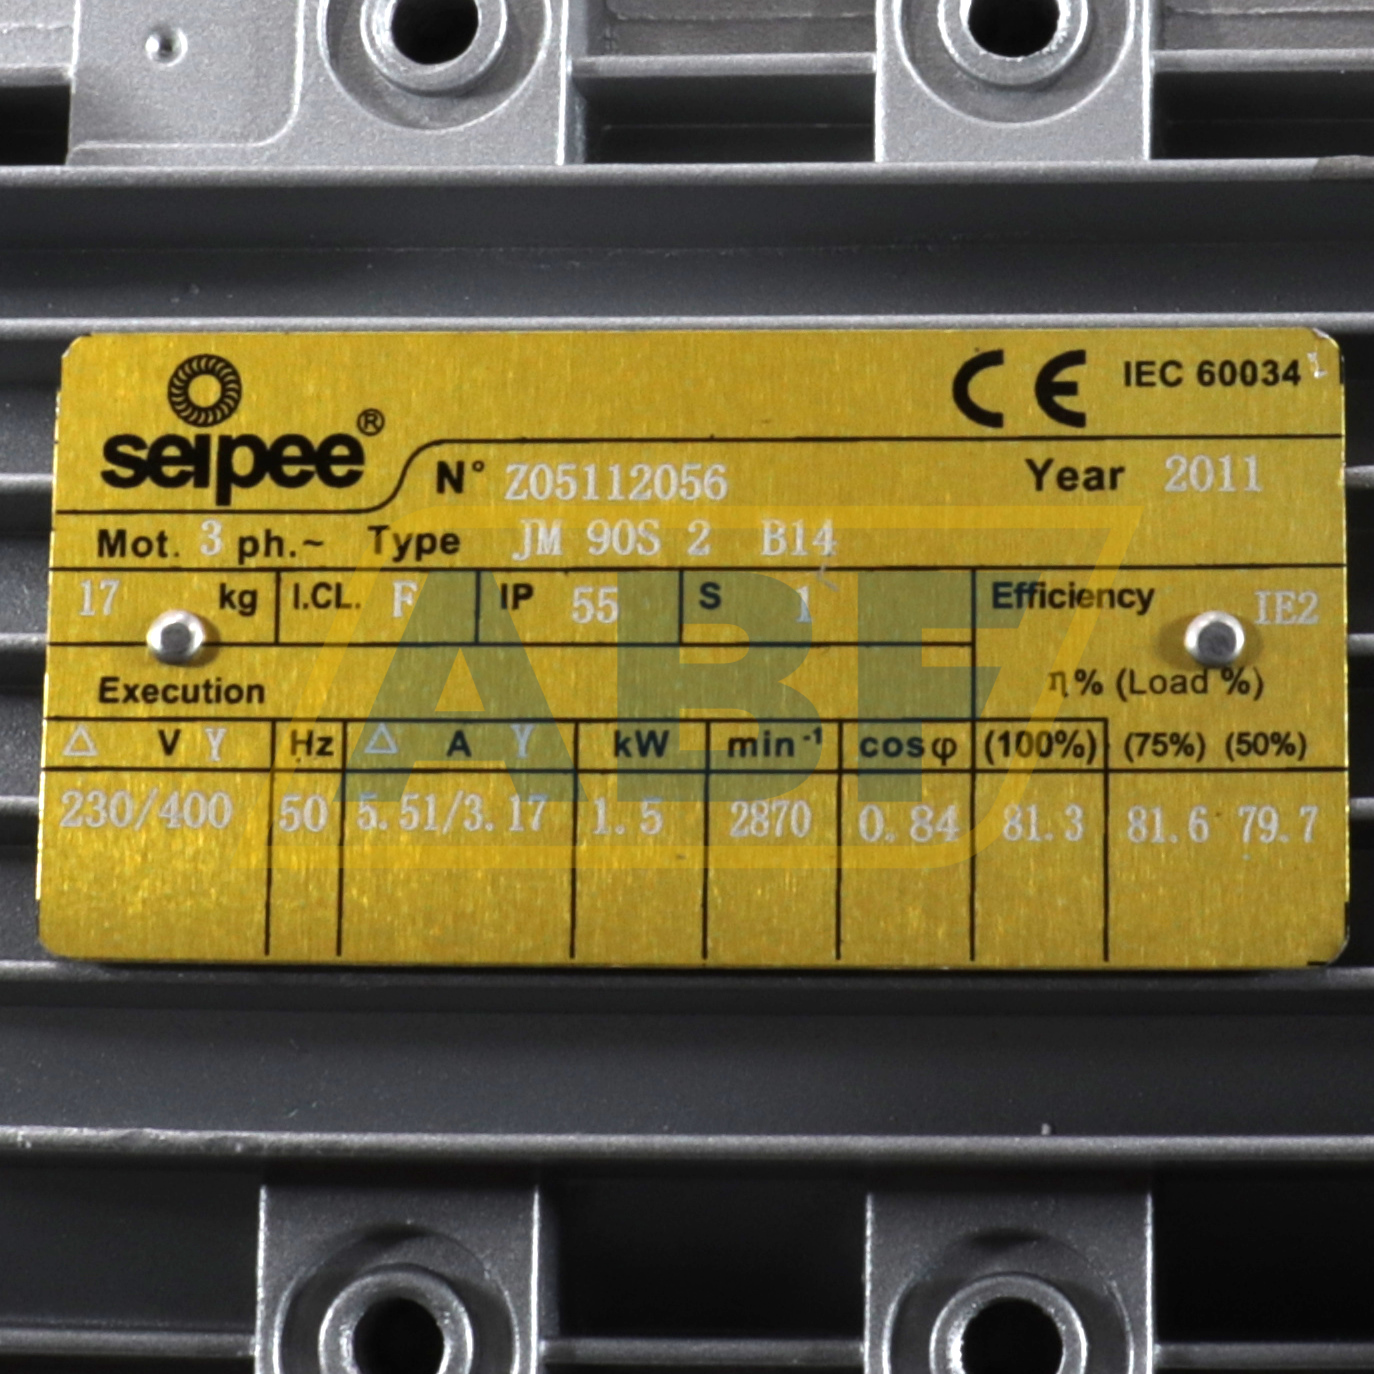 CE IEC 60034
seipee®
N° Z05112056 Year 2011
Mot. 3 ph.~ Type JM 90S 2 B14
17 kg I.CL. F IP 55 S 1 Efficiency IE2
Execution η% (Load %)
△ V Y Hz △ A Y kW min⁻¹ cosφ (100%) (75%) (50%)
230/400 50 5.51/3.17 1.5 2870 0.84 81.3 81.6 79.7
ABF